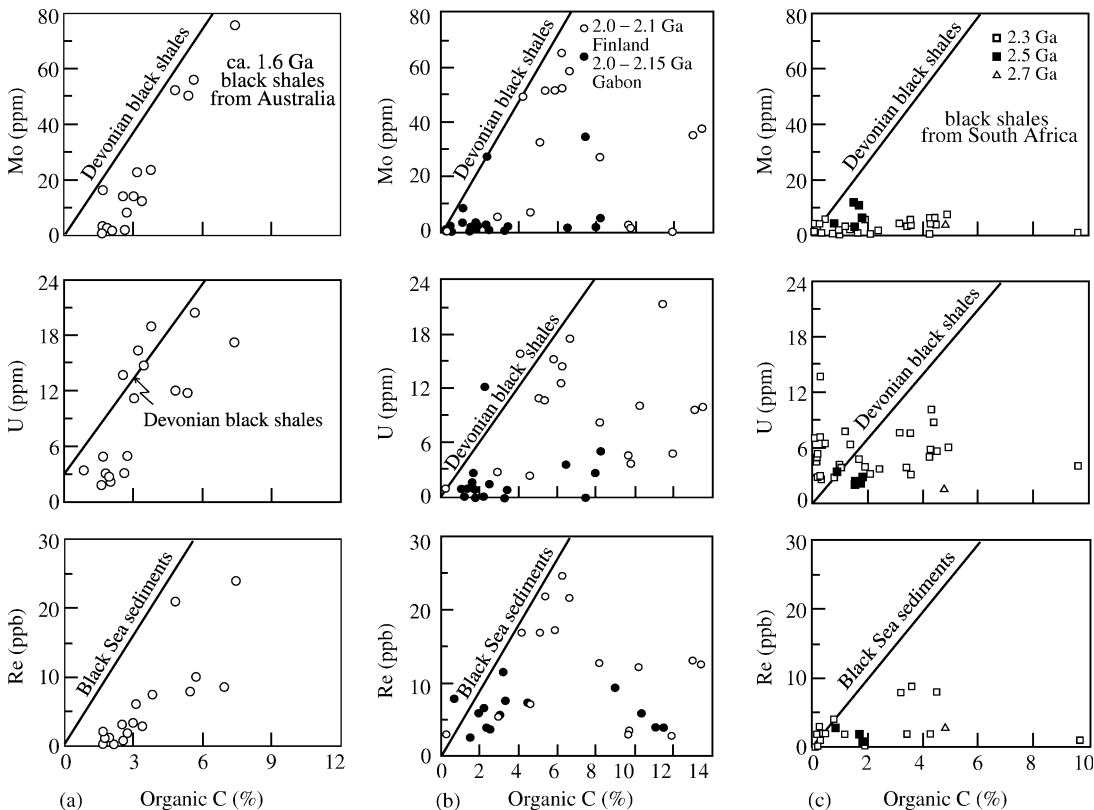 80
60
40
20
0
Mo (ppm)
Devonian black shales
ca. 1.6 Ga
black shales
from Australia
80
60
40
20
0
Mo (ppm)
Devonian black shales
2.0 – 2.1 Ga
Finland
2.0 – 2.15 Ga
Gabon
80
60
40
20
0
Mo (ppm)
Devonian black shales
2.3 Ga
2.5 Ga
2.7 Ga
black shales
from South Africa
24
18
12
6
0
U (ppm)
Devonian black shales
24
18
12
6
0
U (ppm)
Devonian black shales
24
18
12
6
0
U (ppm)
Devonian black shales
30
20
10
0
Re (ppb)
Black Sea sediments
0 3 6 9 12
(a) Organic C (%)
30
20
10
0
Re (ppb)
Black Sea sediments
0 2 4 6 8 10 12 14
(b) Organic C (%)
30
20
10
0
Re (ppb)
Black Sea sediments
0 2 4 6 8 10
(c) Organic C (%)